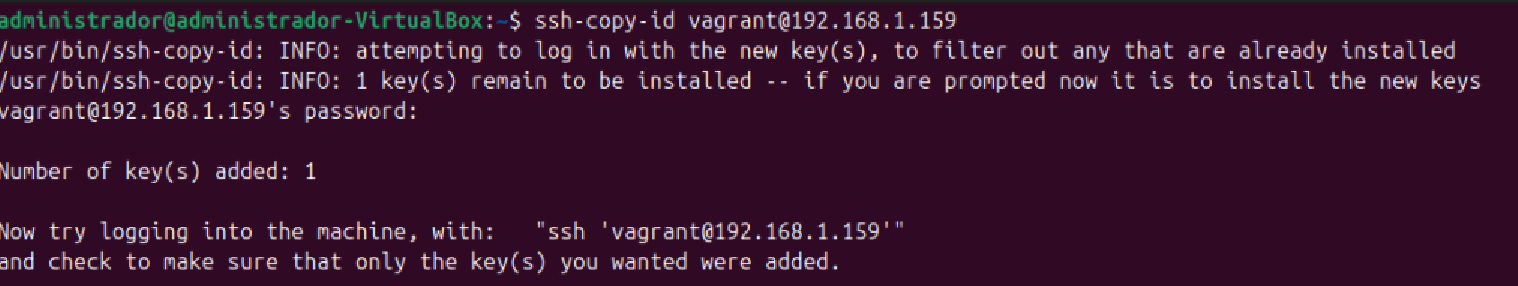 administrador@administrador-VirtualBox:~$ ssh-copy-id vagrant@192.168.1.159
/usr/bin/ssh-copy-id: INFO: attempting to log in with the new key(s), to filter out any that are already installed
/usr/bin/ssh-copy-id: INFO: 1 key(s) remain to be installed -- if you are prompted now it is to install the new keys
vagrant@192.168.1.159's password:
Number of key(s) added: 1
Now try logging into the machine, with:   "ssh 'vagrant@192.168.1.159'"
and check to make sure that only the key(s) you wanted were added.